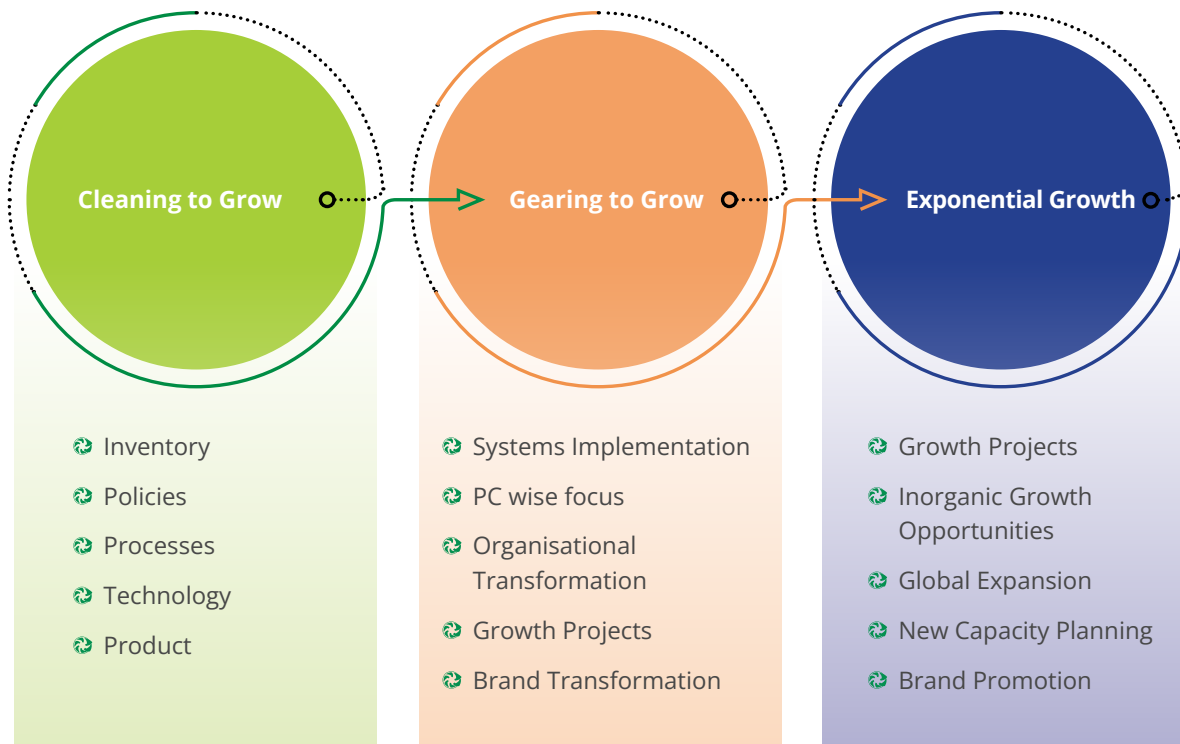 Cleaning to Grow
Inventory
Policies
Processes
Technology
Product
Gearing to Grow
Systems Implementation
PC wise focus
Organisational
Transformation
Growth Projects
Brand Transformation
Exponential Growth
Growth Projects
Inorganic Growth
Opportunities
Global Expansion
New Capacity Planning
Brand Promotion